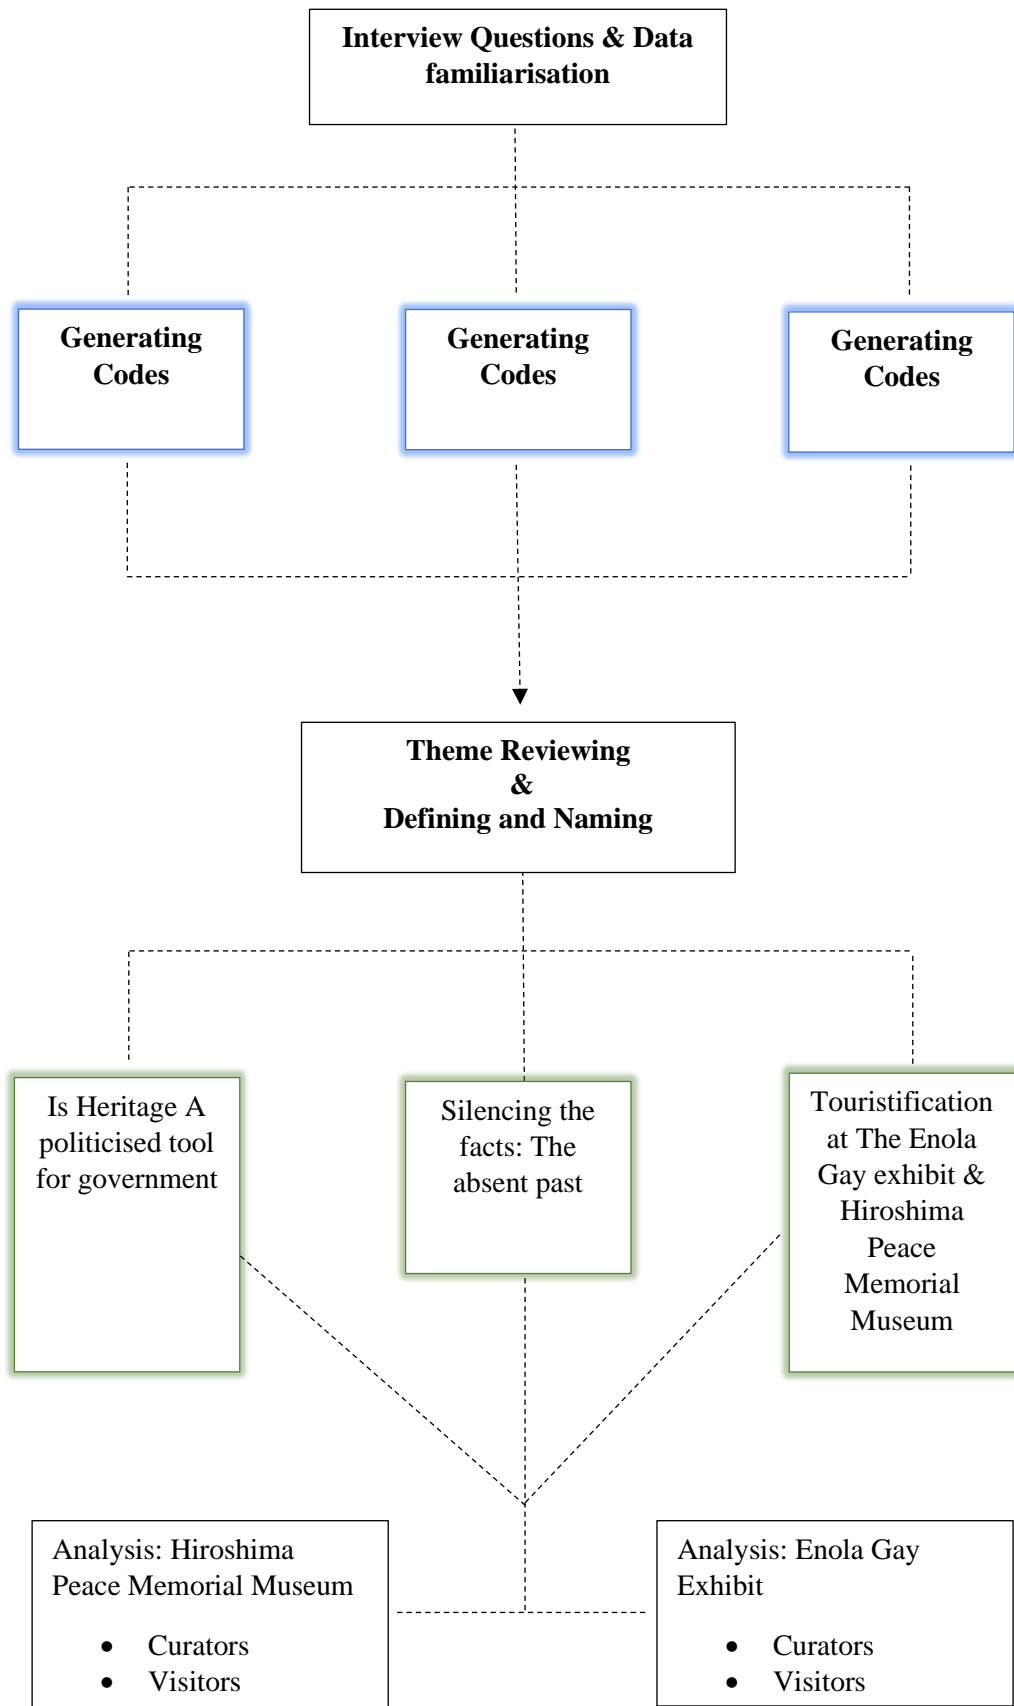 Interview Questions & Data
familiarisation
Generating
Codes
Generating
Codes
Generating
Codes
Theme Reviewing
&
Defining and Naming
Is Heritage A
politicised tool
for government
Silencing the
facts: The
absent past
Touristification
at The Enola
Gay exhibit &
Hiroshima
Peace
Memorial
Museum
Analysis: Hiroshima
Peace Memorial Museum
• Curators
• Visitors
Analysis: Enola Gay
Exhibit
• Curators
• Visitors